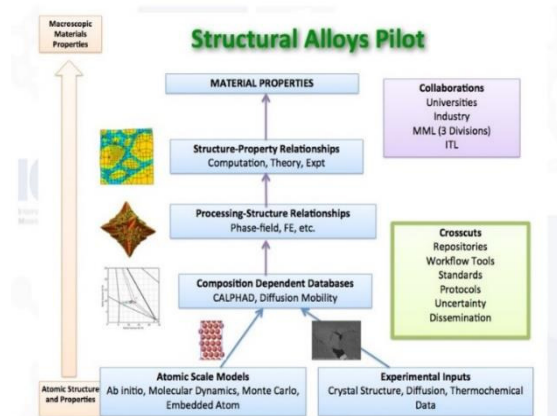 Macroscopic
Materials
Properties
Structural Alloys Pilot
MATERIAL PROPERTIES
Collaborations
Universities
Industry
MML (3 Divisions)
ITL
Structure-Property Relationships
Computation, Theory, Expt
Processing-Structure Relationships
Phase-field, FE, etc.
Crosscuts
Repositories
Workflow Tools
Standards
Protocols
Uncertainty
Dissemination
Composition Dependent Databases
CALPHAD, Diffusion Mobility
Atomic Structure
and Properties
Atomic Scale Models
Ab initio, Molecular Dynamics, Monte Carlo,
Embedded Atom
Experimental Inputs
Crystal Structure, Diffusion, Thermochemical
Data